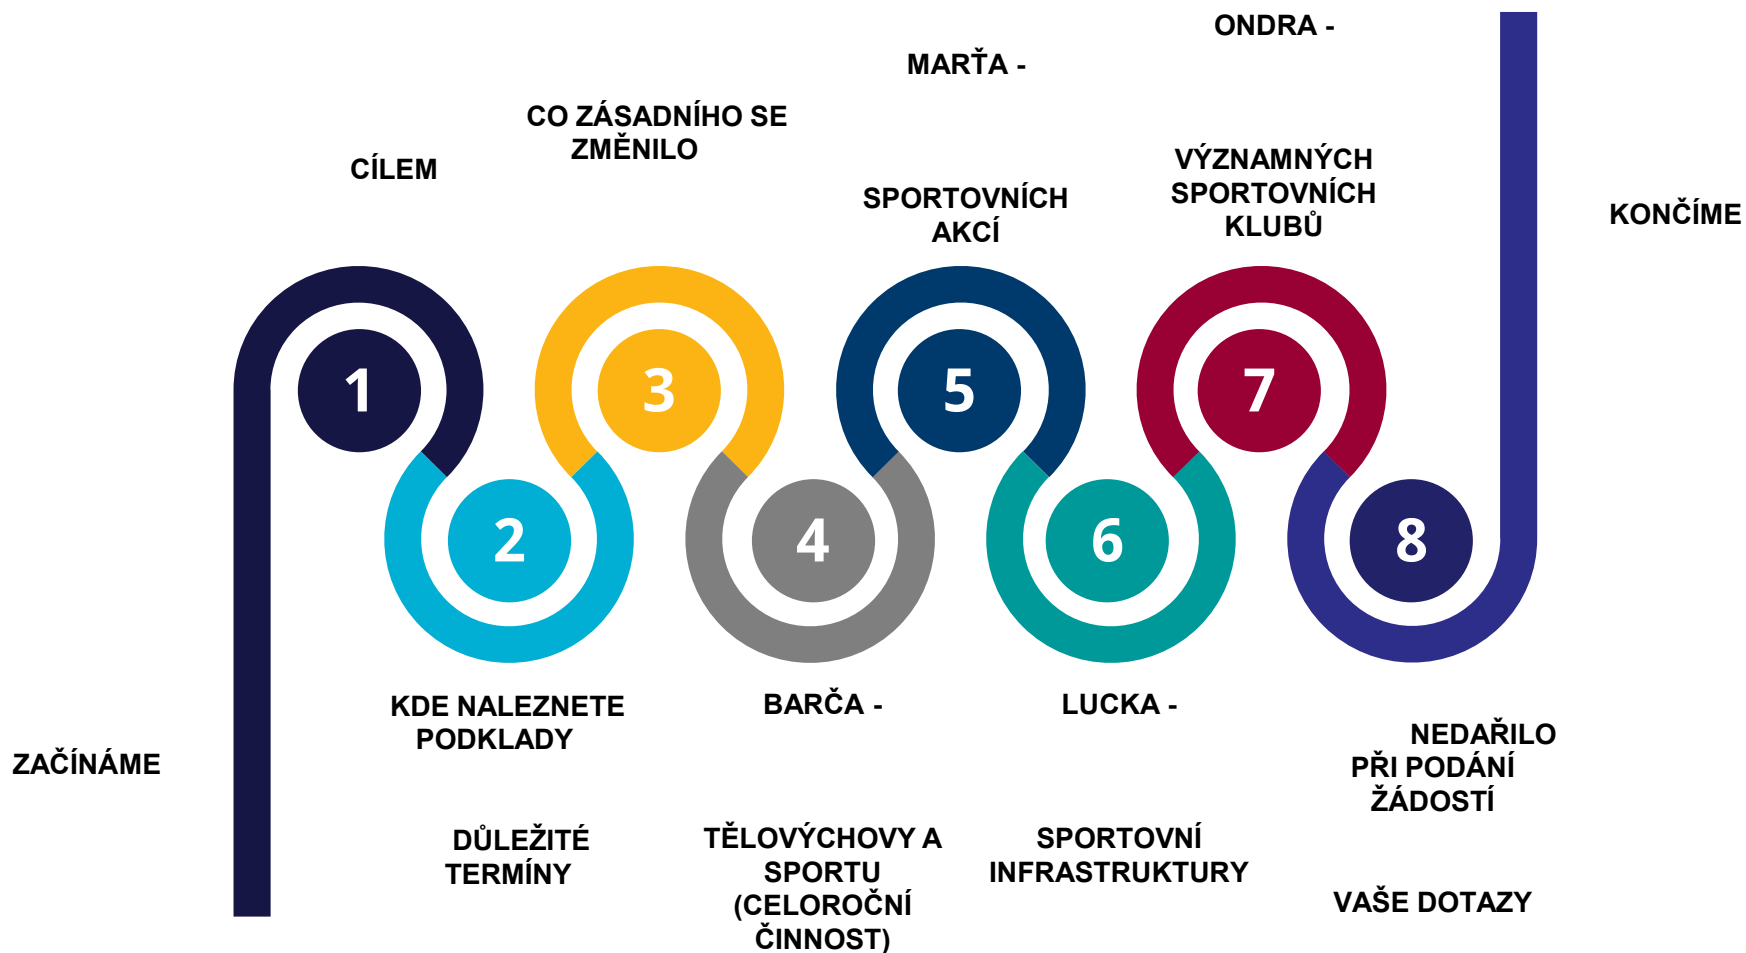 ZAČÍNÁME
1
CÍLEM
2
KDE NALEZNETE
PODKLADY
DŮLEŽITÉ
TERMÍNY
3
CO ZÁSADNÍHO SE
ZMĚNILO
4
BARČA -
TĚLOVÝCHOVY A
SPORTU
(CELOROČNÍ
ČINNOST)
5
MARŤA -
SPORTOVNÍCH
AKCÍ
6
LUCKA -
SPORTOVNÍ
INFRASTRUKTURY
7
ONDRA -
VÝZNAMNÝCH
SPORTOVNÍCH
KLUBŮ
8
NEDAŘILO
PŘI PODÁNÍ
ŽÁDOSTÍ
VAŠE DOTAZY
KONČÍME